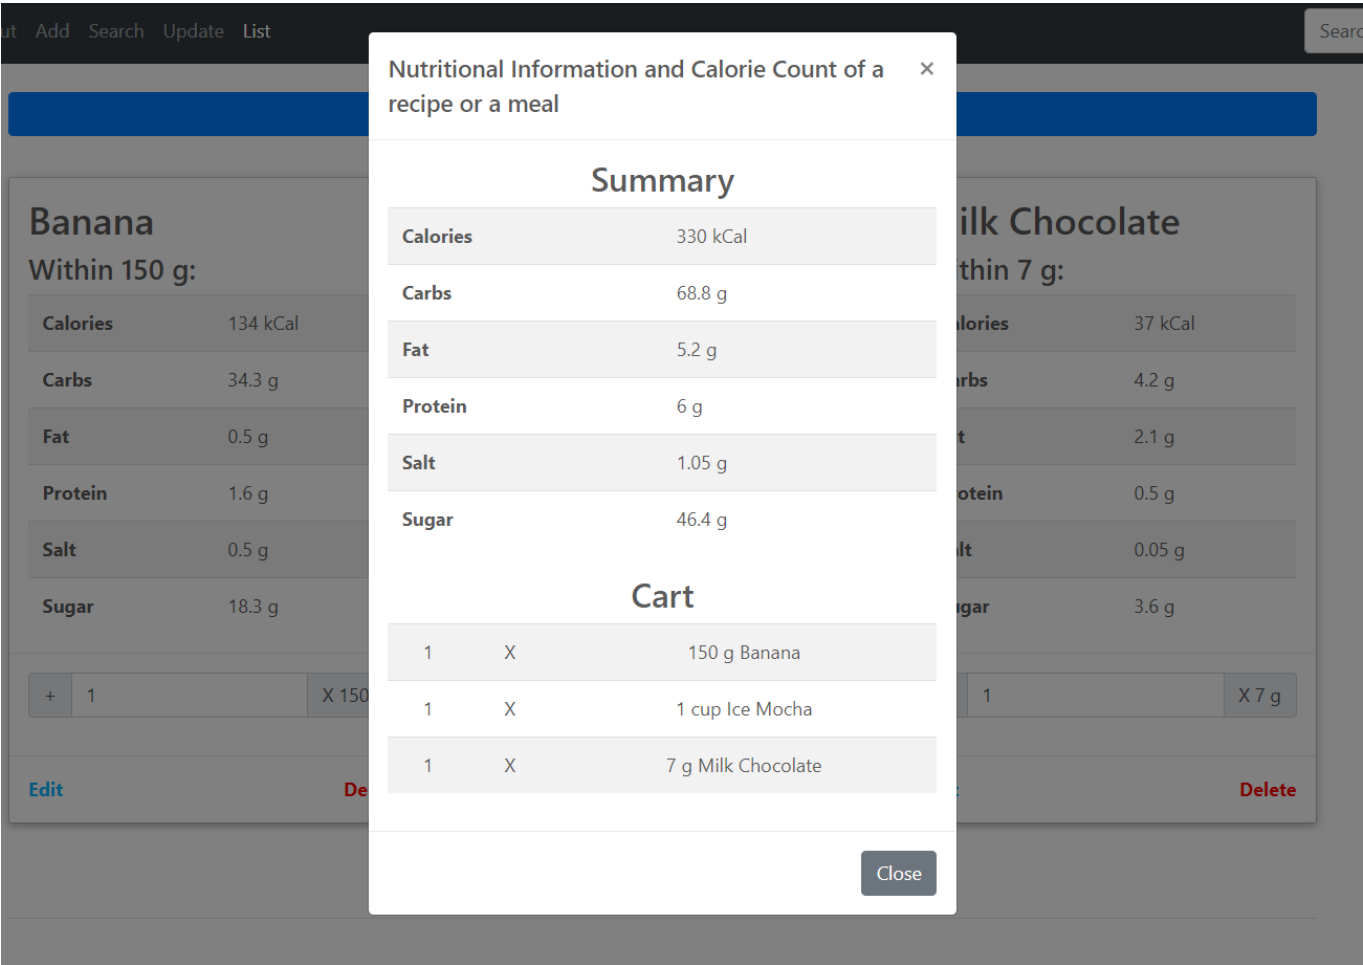 ut Add Search Update List Searc
Nutritional Information and Calorie Count of a ×
recipe or a meal
Summary
Calories 330 kCal
Carbs 68.8 g
Fat 5.2 g
Protein 6 g
Salt 1.05 g
Sugar 46.4 g
Cart
1 X 150 g Banana
1 X 1 cup Ice Mocha
1 X 7 g Milk Chocolate
Close
Banana
Within 150 g:
Calories 134 kCal
Carbs 34.3 g
Fat 0.5 g
Protein 1.6 g
Salt 0.5 g
Sugar 18.3 g
+ 1 X 150
Edit De
ilk Chocolate
thin 7 g:
lories 37 kCal
rbs 4.2 g
t 2.1 g
otein 0.5 g
lt 0.05 g
gar 3.6 g
1 X 7 g
Delete